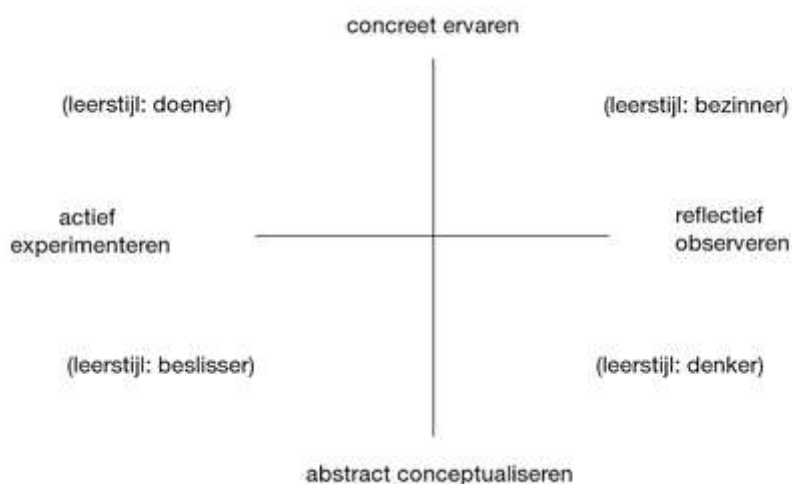 concreet ervaren
(leerstijl: doener)
(leerstijl: bezinner)
actief
experimenteren
reflectief
observeren
(leerstijl: beslisser)
(leerstijl: denker)
abstract conceptualiseren